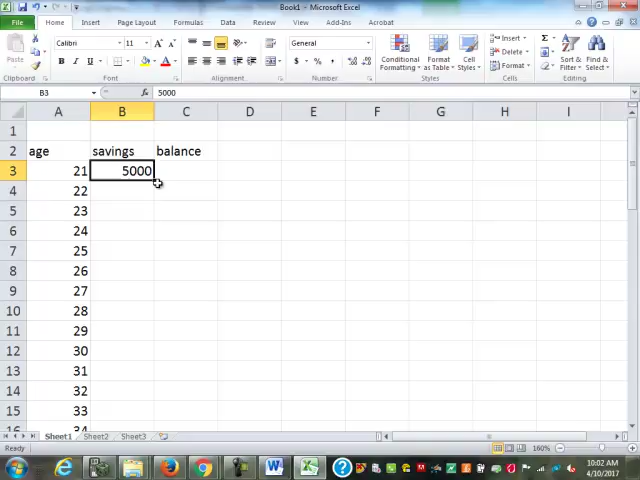 Book1 - Microsoft Excel
File Home Insert Page Layout Formulas Data Review View Add-Ins Acrobat
Paste
Calibri 11
B I U
General
$ % ,
Conditional Formatting
Format as Table
Cell Styles
Insert
Delete
Format
Sort & Filter
Find & Select
Clipboard Font Alignment Number Styles Cells Editing
B3 fx 5000
A B C D E F G H I
1
2 age savings balance
3 21 5000
4 22
5 23
6 24
7 25
8 26
9 27
10 28
11 29
12 30
13 31
14 32
15 33
16 34
Sheet1 Sheet2 Sheet3
Ready 160%
10:02 AM
4/10/2017